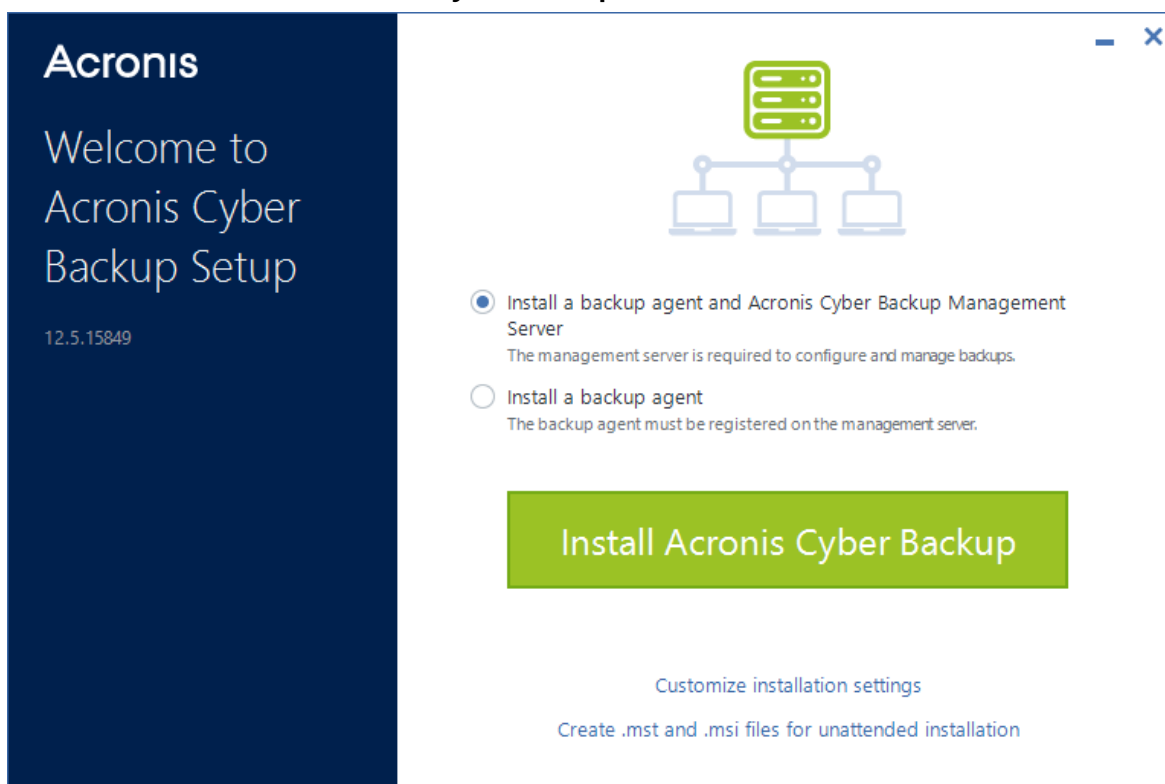 Acronis
Welcome to
Acronis Cyber
Backup Setup
12.5.15849
Install a backup agent and Acronis Cyber Backup Management
Server
The management server is required to configure and manage backups.
Install a backup agent
The backup agent must be registered on the management server.
Install Acronis Cyber Backup
Customize installation settings
Create .mst and .msi files for unattended installation